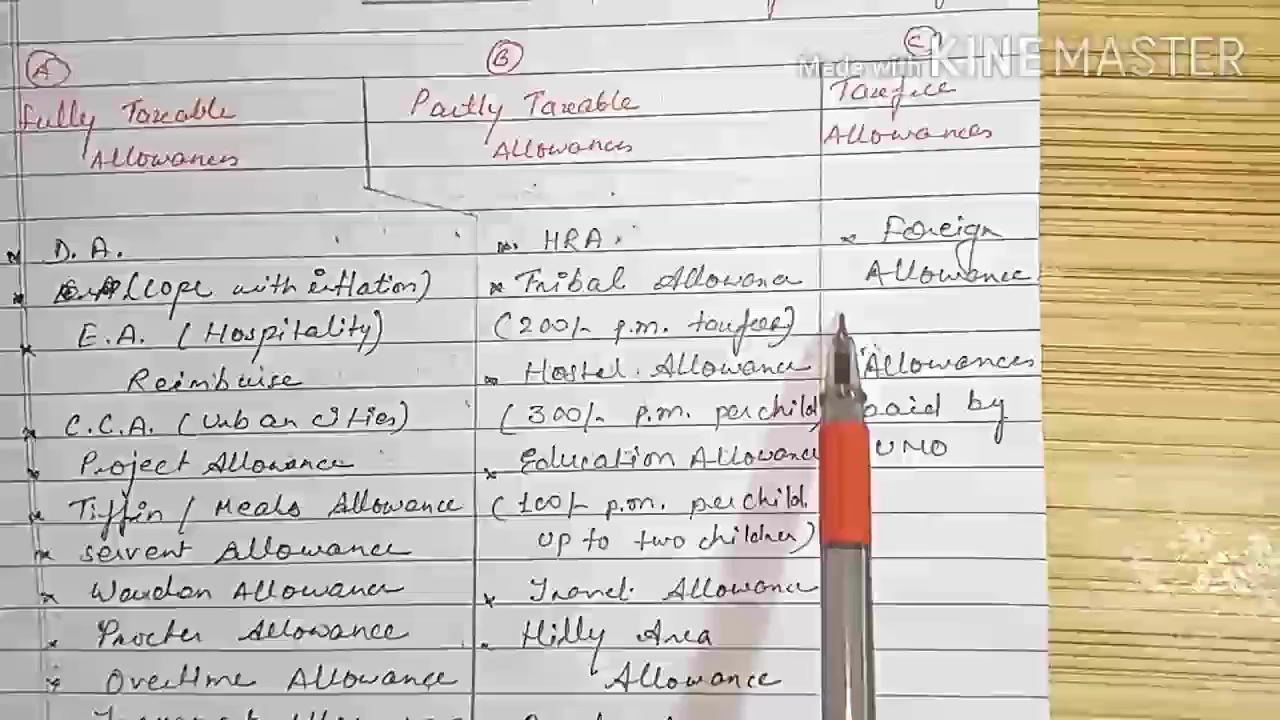 Made with KINEMASTER
A
Fully Taxable
Allowances
D.A.
(cope with inflation)
E.A. (Hospitality)
Reimburse
C.C.A. (Urban cities)
Project Allowance
Tiffin / Meals Allowance
Servent Allowance
Warden Allowance
Procter Allowance
Overtime Allowance
B
Partly Taxable
Allowances
HRA
Tribal Allowance
(200/- p.m. taxfree)
Hostel Allowance
(300/- p.m. per child
Education Allowance
(100/- p.m. per child
up to two children)
Travel Allowance
Hilly Area
Allowance
C
Taxfree
Allowances
Foreign
Allowance
Allowances
paid by
UNO